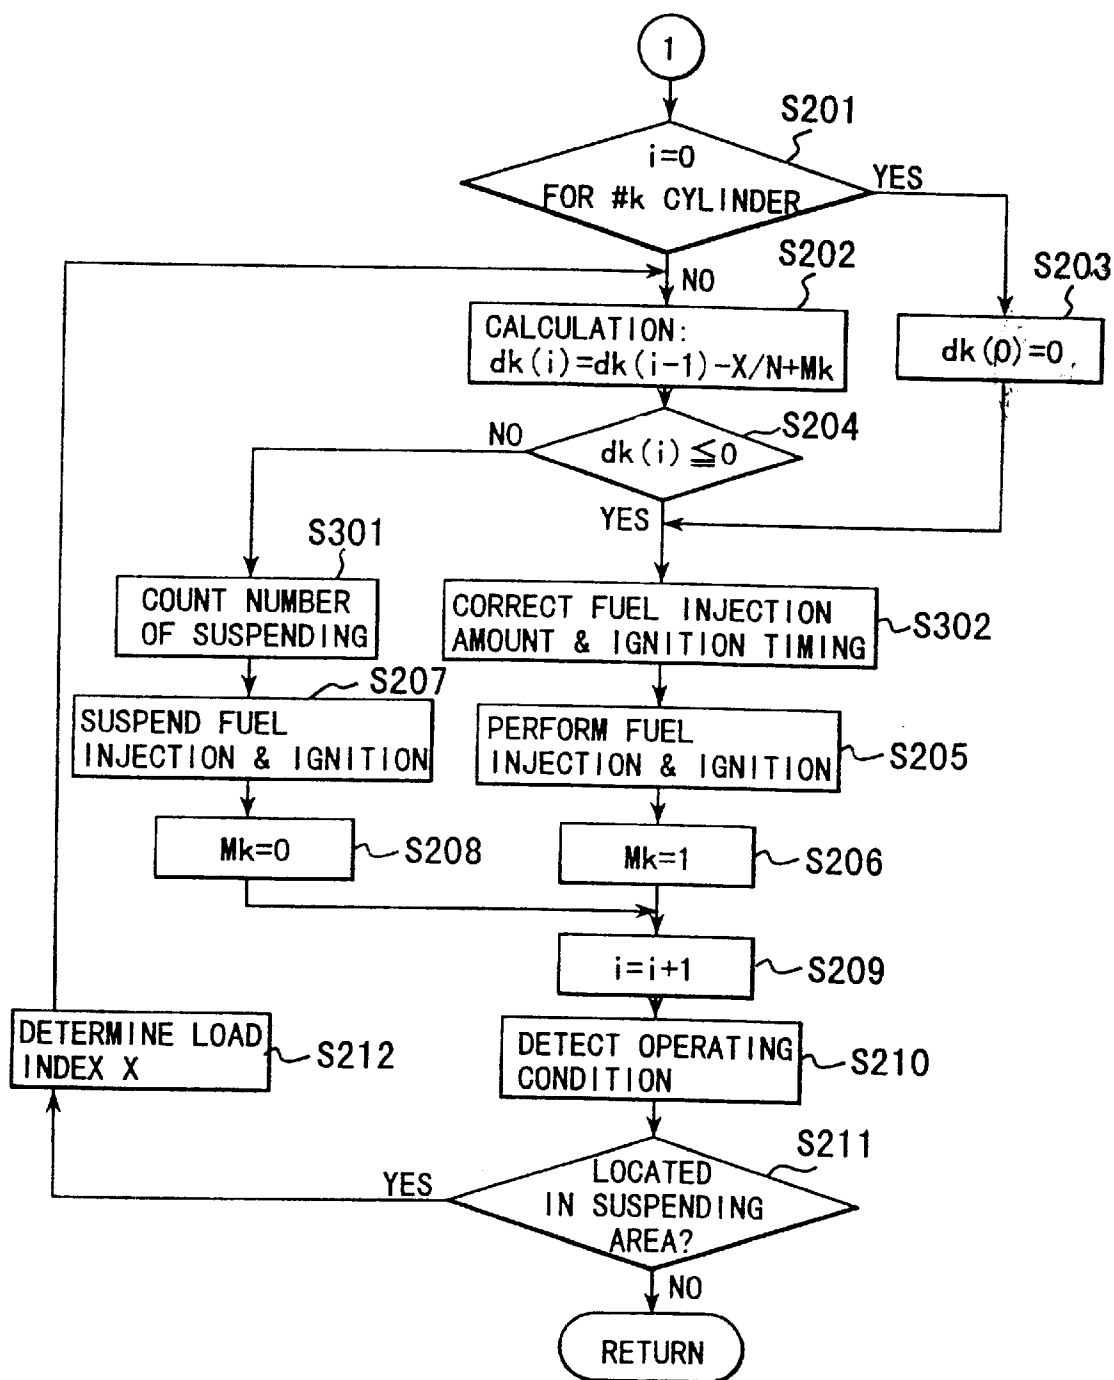 1
S201
i=0
FOR #k CYLINDER
YES
S202
NO
S203
CALCULATION:
dk(i)=dk(i-1)-X/N+Mk
dk(0)=0
S204
NO
dk(i)≦0
YES
S301
COUNT NUMBER
OF SUSPENDING
CORRECT FUEL INJECTION
AMOUNT & IGNITION TIMING
S302
S207
SUSPEND FUEL
INJECTION & IGNITION
PERFORM FUEL
INJECTION & IGNITION
S205
Mk=0
S208
Mk=1
S206
i=i+1
S209
DETERMINE LOAD
INDEX X
S212
DETECT OPERATING
CONDITION
S210
S211
YES
LOCATED
IN SUSPENDING
AREA?
NO
RETURN